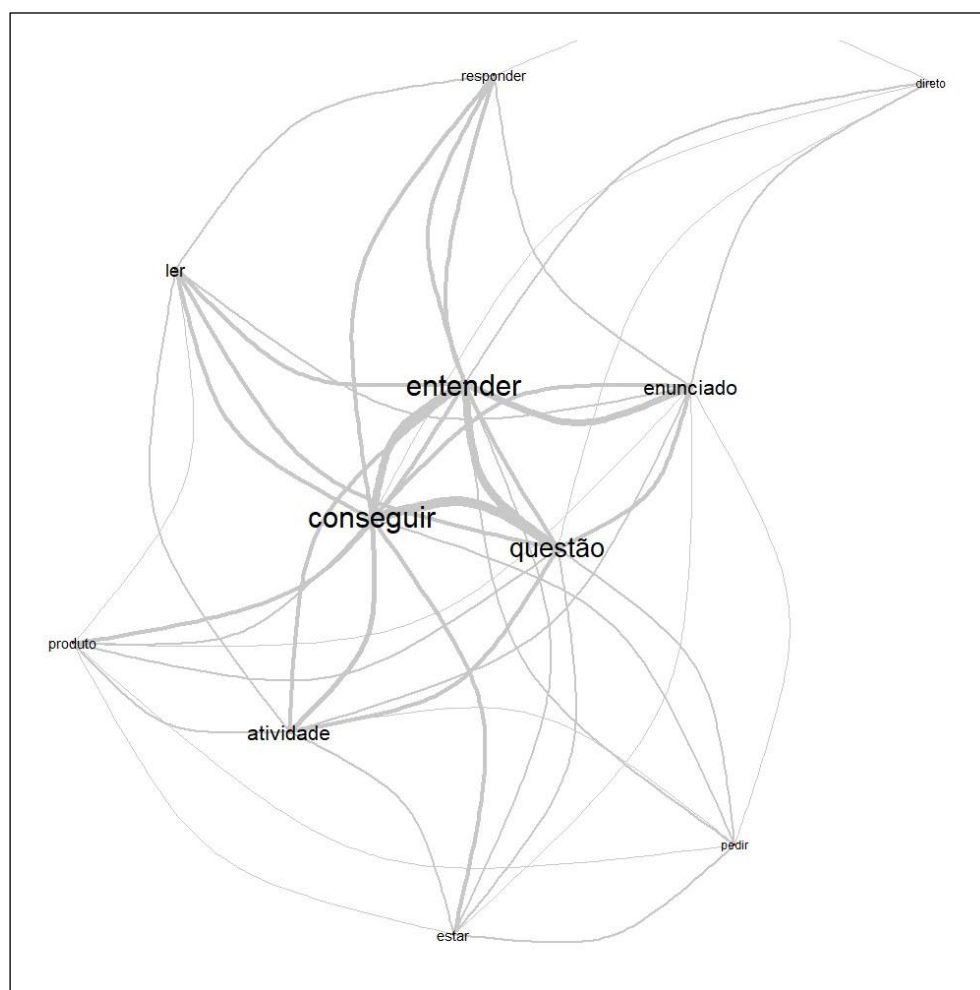 responder
direto
ler
entender
enunciado
conseguir
questão
produto
atividade
pedir
estar